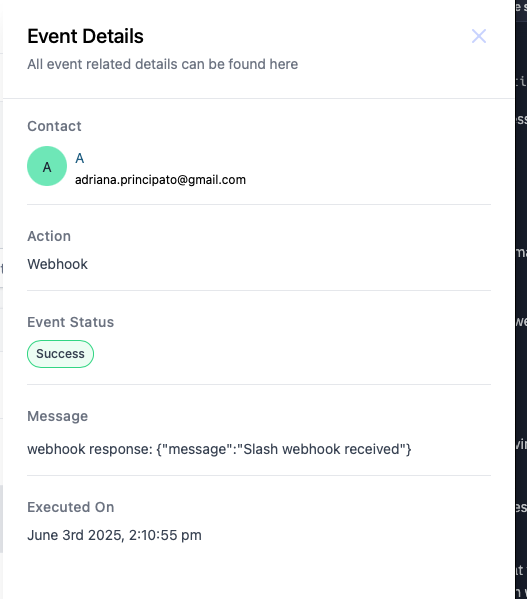 Event Details
All event related details can be found here
Contact
A
A
adriana.principato@gmail.com
Action
Webhook
Event Status
Success
Message
webhook response: {"message":"Slash webhook received"}
Executed On
June 3rd 2025, 2:10:55 pm